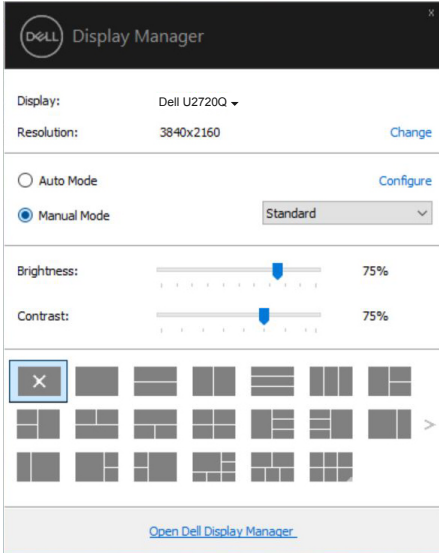 x
DELL Display Manager
Display: Dell U2720Q
Resolution: 3840x2160 Change
Auto Mode Configure
Manual Mode Standard
Brightness: 75%
Contrast: 75%
Open Dell Display Manager